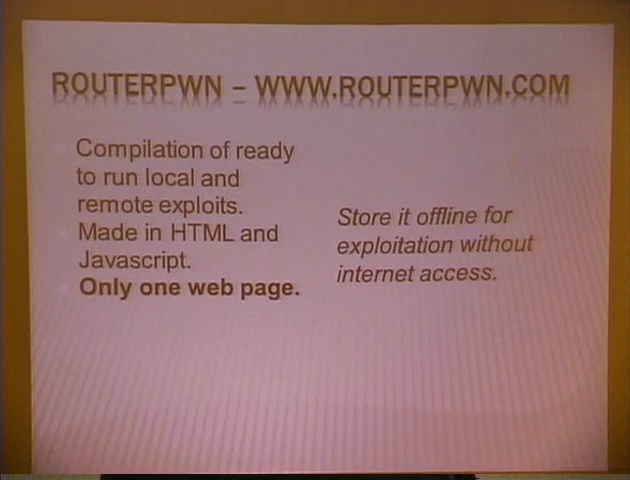 ROUTERPWN – WWW.ROUTERPWN.COM
Compilation of ready
to run local and
remote exploits.
Made in HTML and
Javascript.
Only one web page.
Store it offline for
exploitation without
internet access.